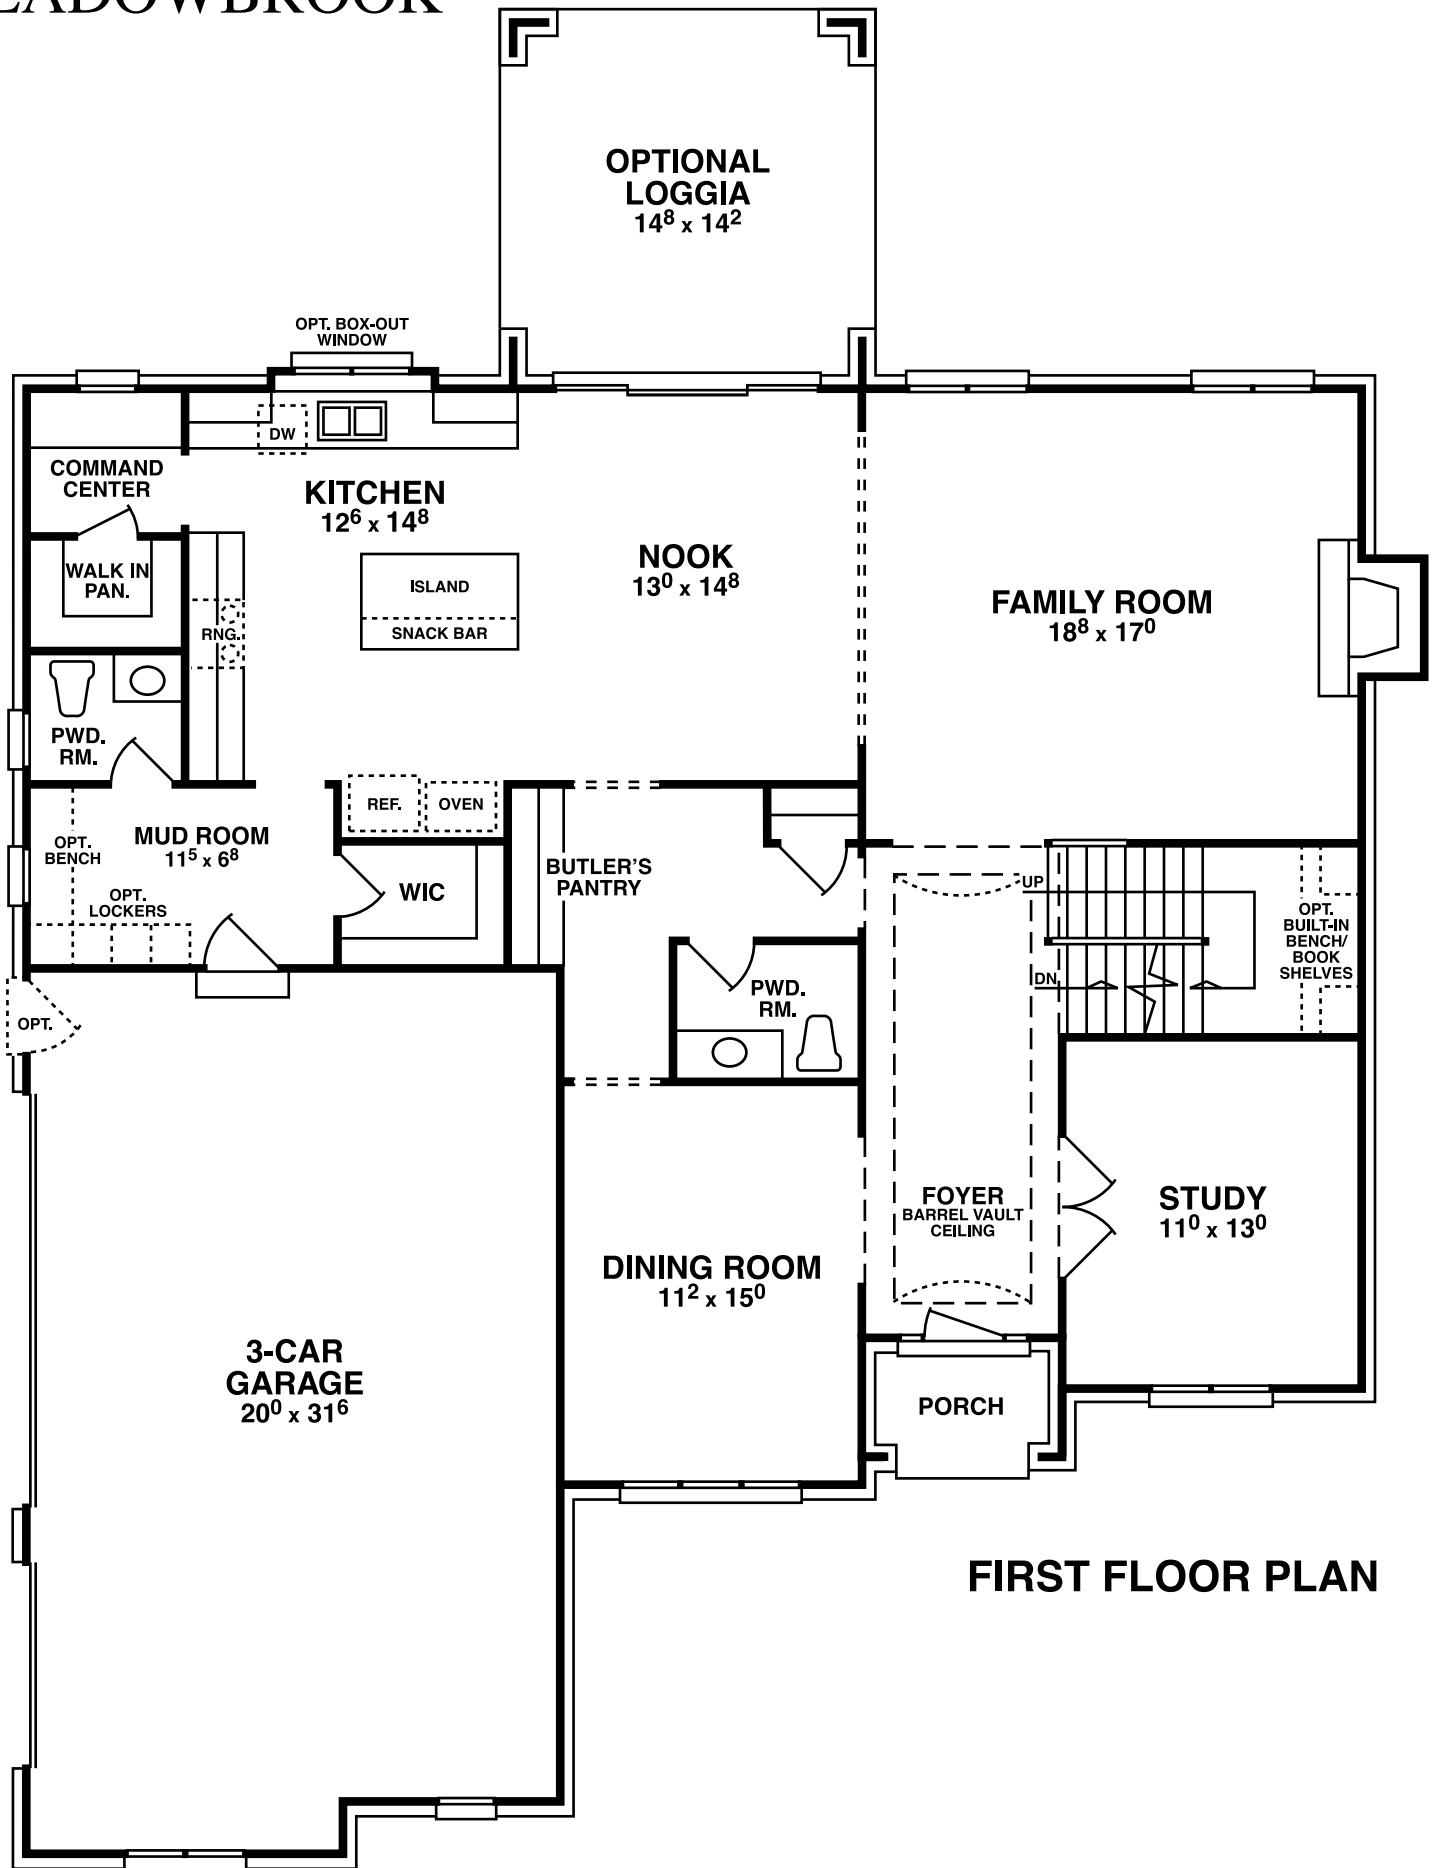 OPTIONAL
LOGGIA
14⁸ x 14²
OPT. BOX-OUT
WINDOW
DW
COMMAND
CENTER
KITCHEN
12⁶ x 14⁸
NOOK
13⁰ x 14⁸
WALK IN
PAN.
ISLAND
SNACK BAR
RNG.
FAMILY ROOM
18⁸ x 17⁰
PWD.
RM.
REF.
OVEN
MUD ROOM
11⁵ x 6⁸
OPT.
BENCH
OPT.
LOCKERS
WIC
BUTLER'S
PANTRY
UP
DN
OPT.
BUILT-IN
BENCH/
BOOK
SHELVES
PWD.
RM.
OPT.
FOYER
BARREL VAULT
CEILING
STUDY
11⁰ x 13⁰
DINING ROOM
11² x 15⁰
3-CAR
GARAGE
20⁰ x 31⁶
PORCH
FIRST FLOOR PLAN